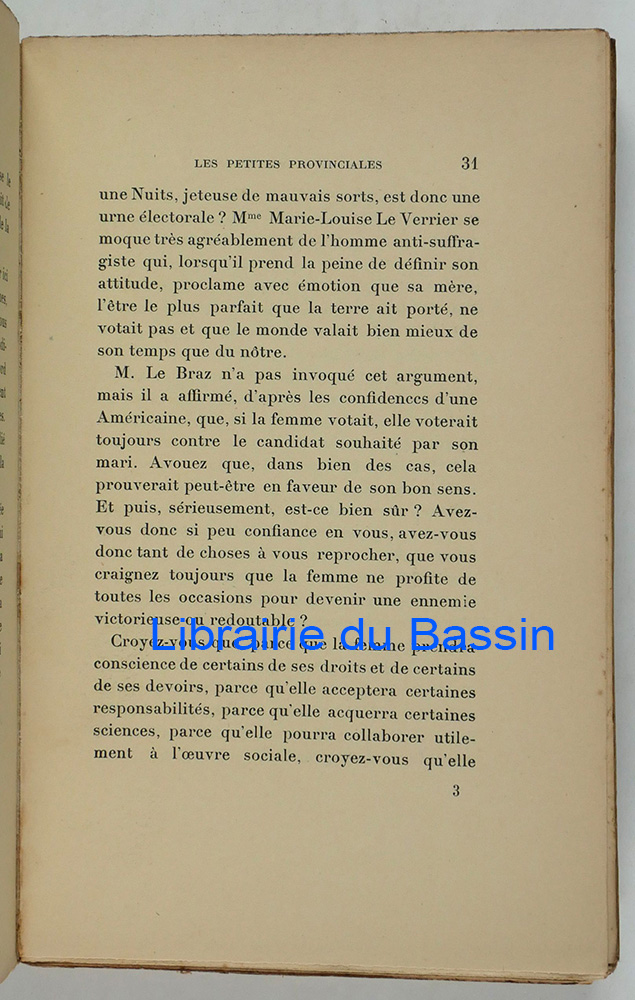 LES PETITES PROVINCIALES 31
une Nuits, jeteuse de mauvais sorts, est donc une
urne électorale ? Mme Marie-Louise Le Verrier se
moque très agréablement de l'homme anti-suffra-
giste qui, lorsqu'il prend la peine de définir son
attitude, proclame avec émotion que sa mère,
l'être le plus parfait que la terre ait porté, ne
votait pas et que le monde valait bien mieux de
son temps que du nôtre.
M. Le Braz n'a pas invoqué cet argument,
mais il a affirmé, d'après les confidences d'une
Américaine, que, si la femme votait, elle voterait
toujours contre le candidat souhaité par son
mari. Avouez que, dans bien des cas, cela
prouverait peut-être en faveur de son bon sens.
Et puis, sérieusement, est-ce bien sûr ? Avez-
vous donc si peu confiance en vous, avez-vous
donc tant de choses à vous reprocher, que vous
craignez toujours que la femme ne profite de
toutes les occasions pour devenir une ennemie
victorieuse ou redoutable ?
Librairie du Bassin
Croyez-vous que, parce que la femme prendra
conscience de certains de ses droits et de certains
de ses devoirs, parce qu'elle acceptera certaines
responsabilités, parce qu'elle acquerra certaines
sciences, parce qu'elle pourra collaborer utile-
ment à l'œuvre sociale, croyez-vous qu'elle
3